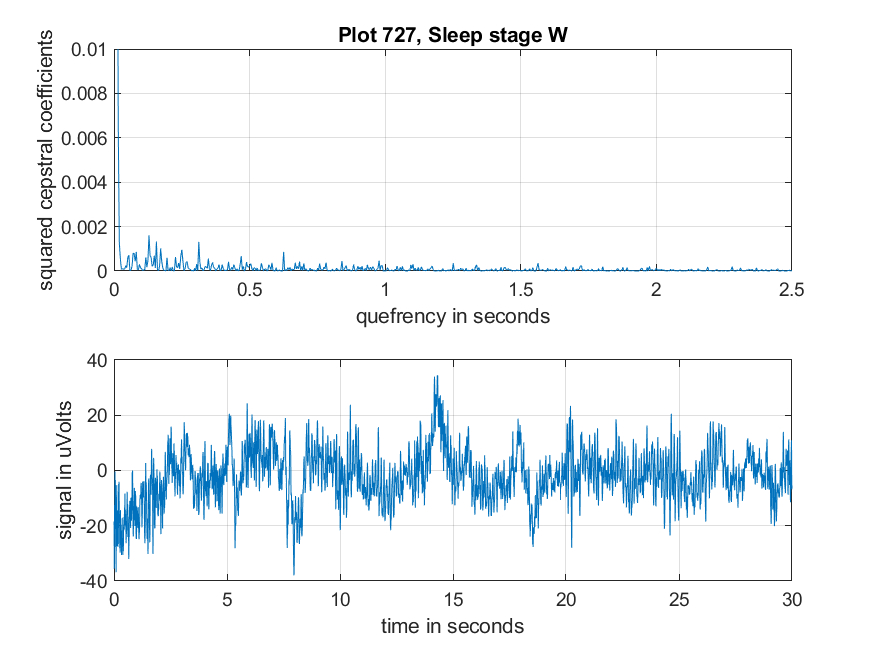 Plot 727, Sleep stage W
squared cepstral coefficients
0.01
0.008
0.006
0.004
0.002
0
0 0.5 1 1.5 2 2.5
quefrency in seconds
signal in uVolts
40
20
0
-20
-40
0 5 10 15 20 25 30
time in seconds